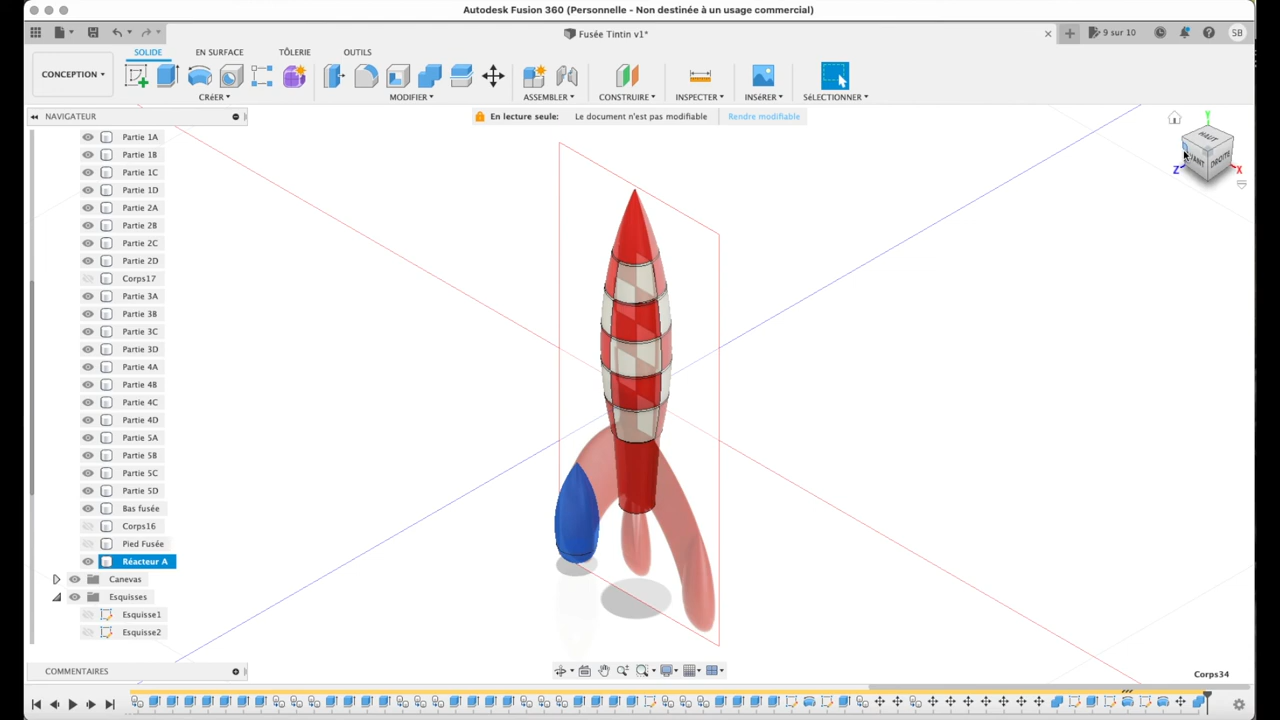 Autodesk Fusion 360 (Personnelle - Non destinée à un usage commercial)
Fusée Tintin v1*
9 sur 10
SB
CONCEPTION
SOLIDE
EN SURFACE
TÔLERIE
OUTILS
CRÉER
MODIFIER
ASSEMBLER
CONSTRUIRE
INSPECTER
INSÉRER
SÉLECTIONNER
NAVIGATEUR
En lecture seule: Le document n'est pas modifiable Rendre modifiable
Y
HAUT
DROITE
Z
X
Partie 1A
Partie 1B
Partie 1C
Partie 1D
Partie 2A
Partie 2B
Partie 2C
Partie 2D
Corps17
Partie 3A
Partie 3B
Partie 3C
Partie 3D
Partie 4A
Partie 4B
Partie 4C
Partie 4D
Partie 5A
Partie 5B
Partie 5C
Partie 5D
Bas fusée
Corps16
Pied Fusée
Réacteur A
Canevas
Esquisses
Esquisse1
Esquisse2
COMMENTAIRES
Corps34